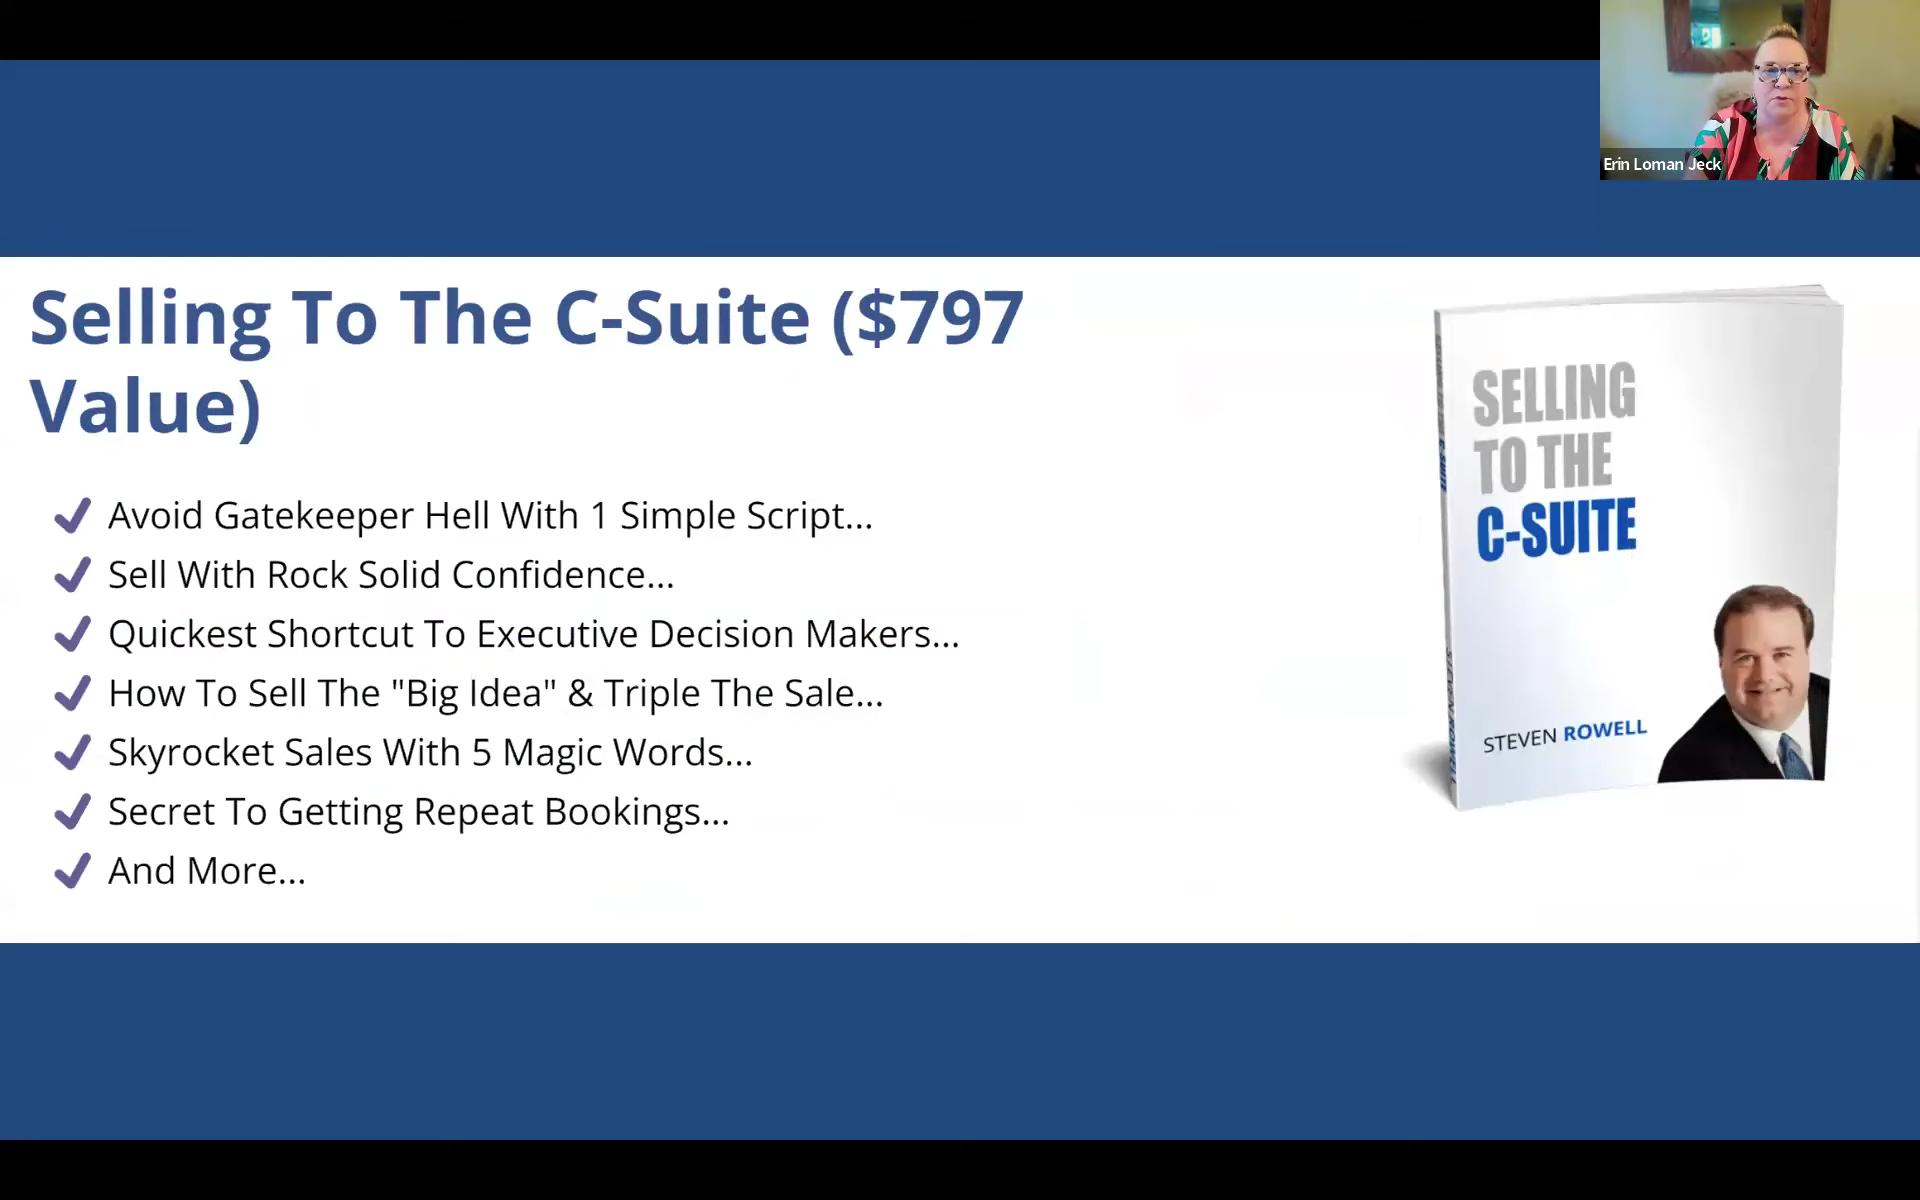 Erin Loman Jeck
Selling To The C-Suite ($797
Value)
Avoid Gatekeeper Hell With 1 Simple Script...
Sell With Rock Solid Confidence...
Quickest Shortcut To Executive Decision Makers...
How To Sell The "Big Idea" & Triple The Sale...
Skyrocket Sales With 5 Magic Words...
Secret To Getting Repeat Bookings...
And More...
SELLING
TO THE
C-SUITE
STEVEN ROWELL